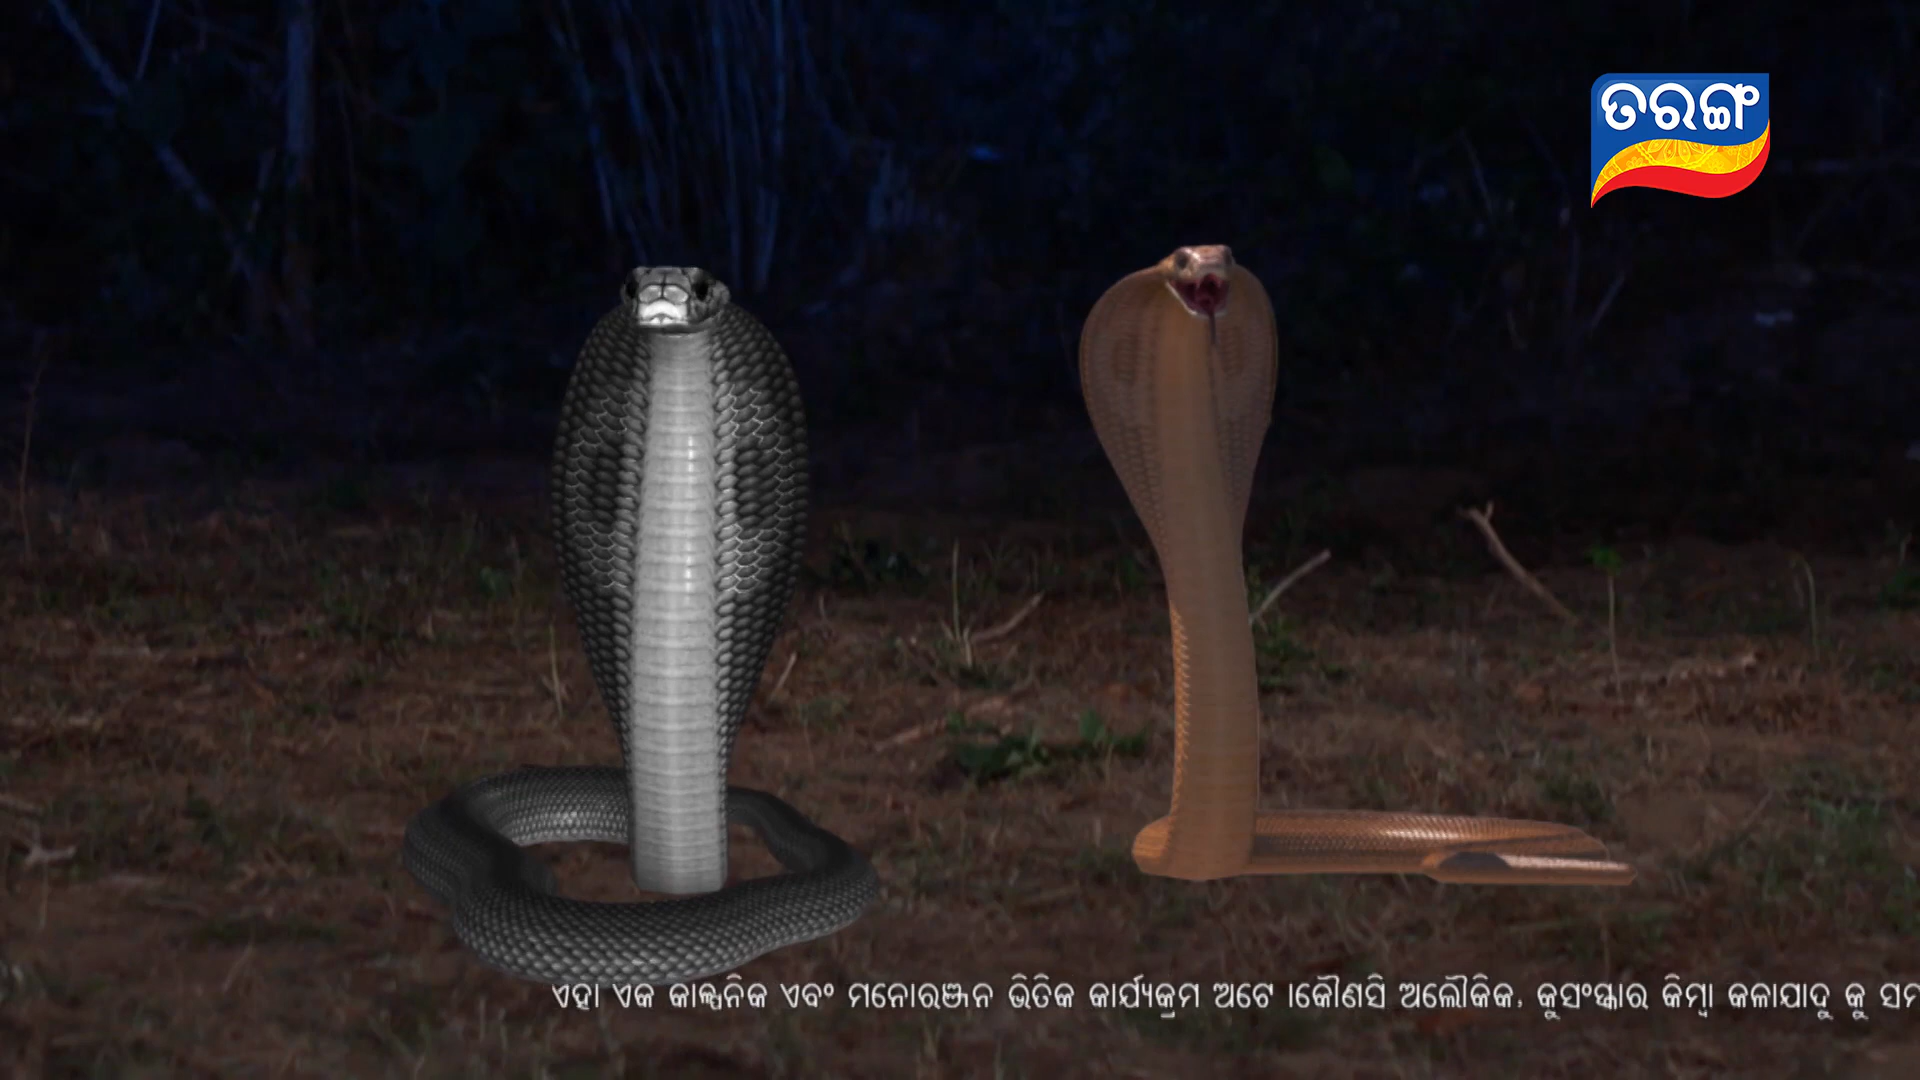 ତରଙ୍ଗ
ଏହା ଏକ କାଳ୍ପନିକ ଏବଂ ମନୋରଞ୍ଜନ ଭିତିକ କାର୍ଯ୍ୟକ୍ରମ ଅଟେ ।କୌଣସି ଅଲୌକିକ, କୁସଂସ୍କାର କିମ୍ବା କଳାଯାଦୁ କୁ